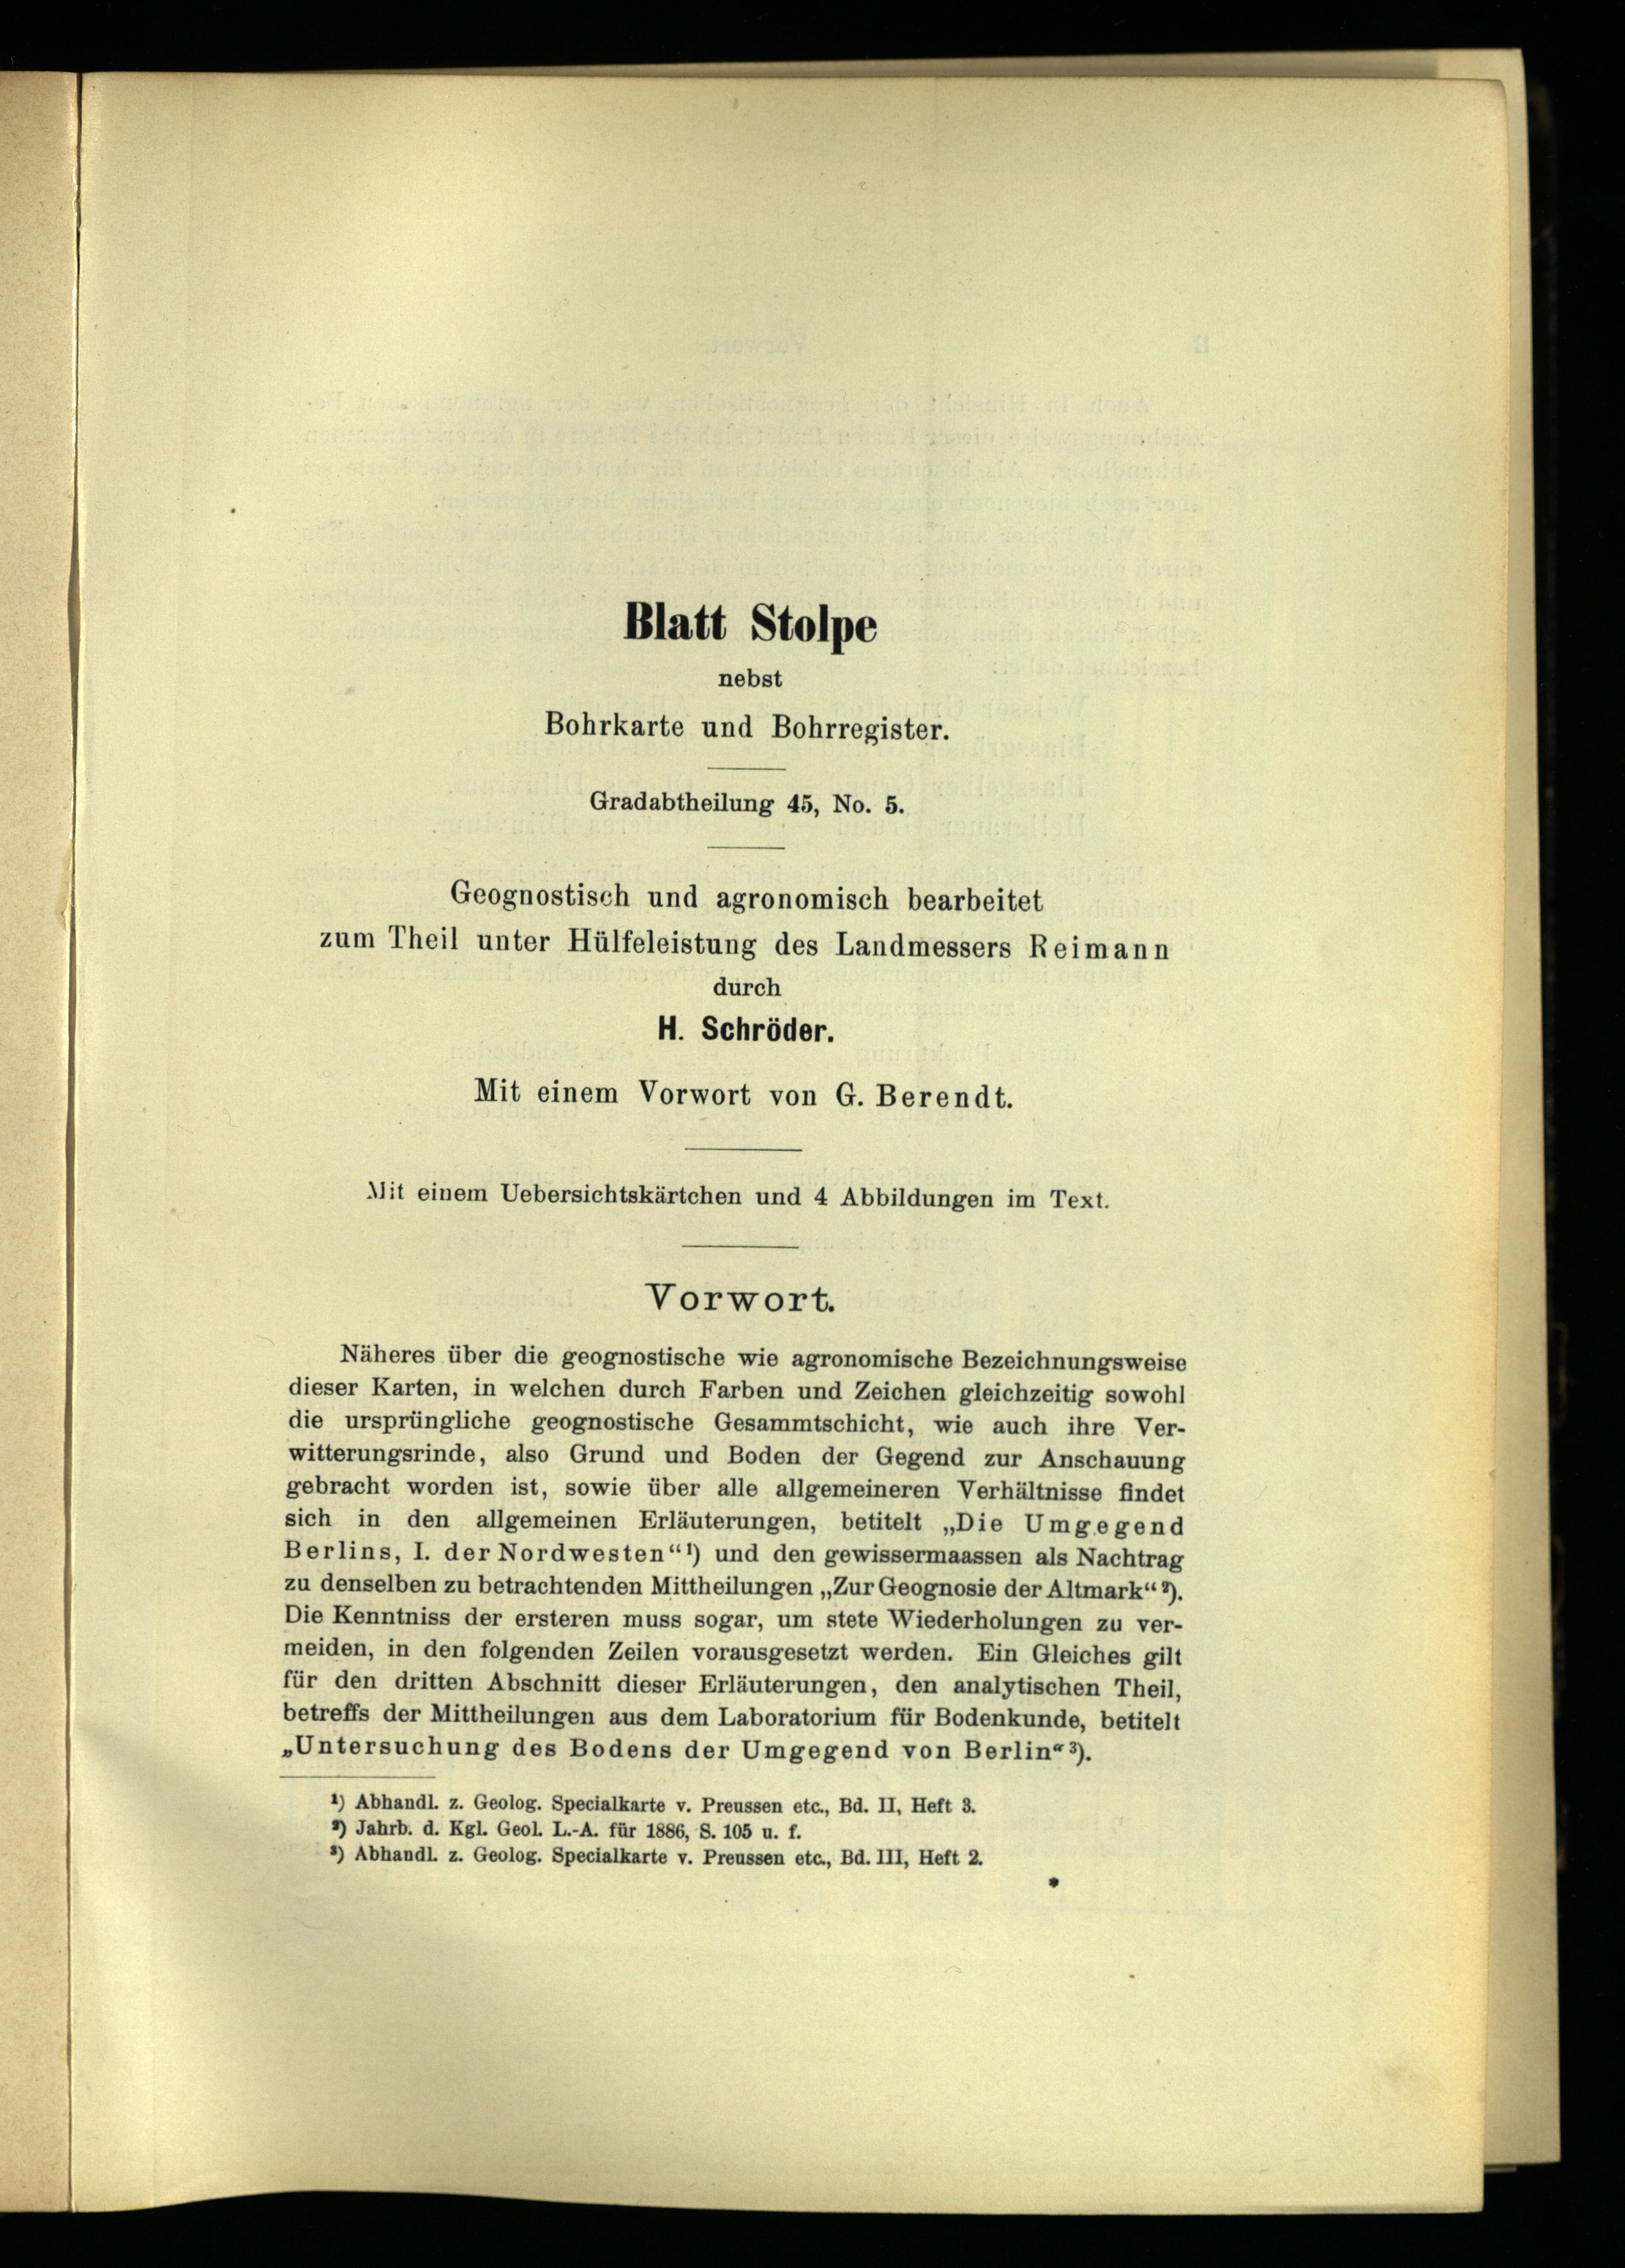 Blatt Stolpe
nebst
Bohrkarte und Bohrregister.
Gradabtheilung 45, No. 5.
Geognostisch und agronomisch bearbeitet
zum Theil unter Hülfeleistung des Landmessers Reimann
durch
H. Schröder.
Mit einem Vorwort von G. Berendt.
Mit einem Uebersichtskärtchen und 4 Abbildungen im Text.
Vorwort.
Näheres über die geognostische wie agronomische Bezeichnungsweise
dieser Karten, in welchen durch Farben und Zeichen gleichzeitig sowohl
die ursprüngliche geognostische Gesammtschicht, wie auch ihre Ver-
witterungsrinde, also Grund und Boden der Gegend zur Anschauung
gebracht worden ist, sowie über alle allgemeineren Verhältnisse findet
sich in den allgemeinen Erläuterungen, betitelt „Die Umgegend
Berlins, I. der Nordwesten“¹) und den gewissermaassen als Nachtrag
zu denselben zu betrachtenden Mittheilungen „Zur Geognosie der Altmark“²).
Die Kenntniss der ersteren muss sogar, um stete Wiederholungen zu ver-
meiden, in den folgenden Zeilen vorausgesetzt werden. Ein Gleiches gilt
für den dritten Abschnitt dieser Erläuterungen, den analytischen Theil,
betreffs der Mittheilungen aus dem Laboratorium für Bodenkunde, betitelt
„Untersuchung des Bodens der Umgegend von Berlin“³).
¹) Abhandl. z. Geolog. Specialkarte v. Preussen etc., Bd. II, Heft 3.
²) Jahrb. d. Kgl. Geol. L.-A. für 1886, S. 105 u. f.
³) Abhandl. z. Geolog. Specialkarte v. Preussen etc., Bd. III, Heft 2.
*